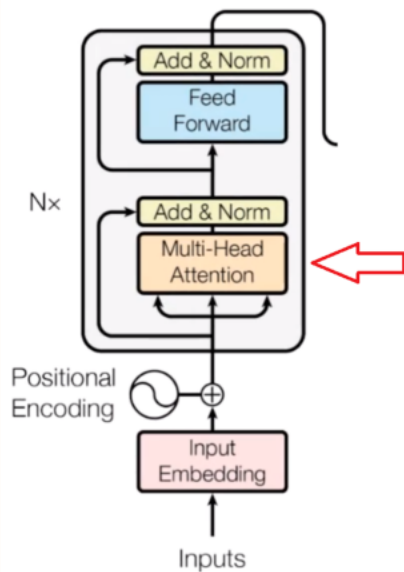 Add & Norm
Feed
Forward
Nx
Add & Norm
Multi-Head
Attention
Positional
Encoding
Input
Embedding
Inputs